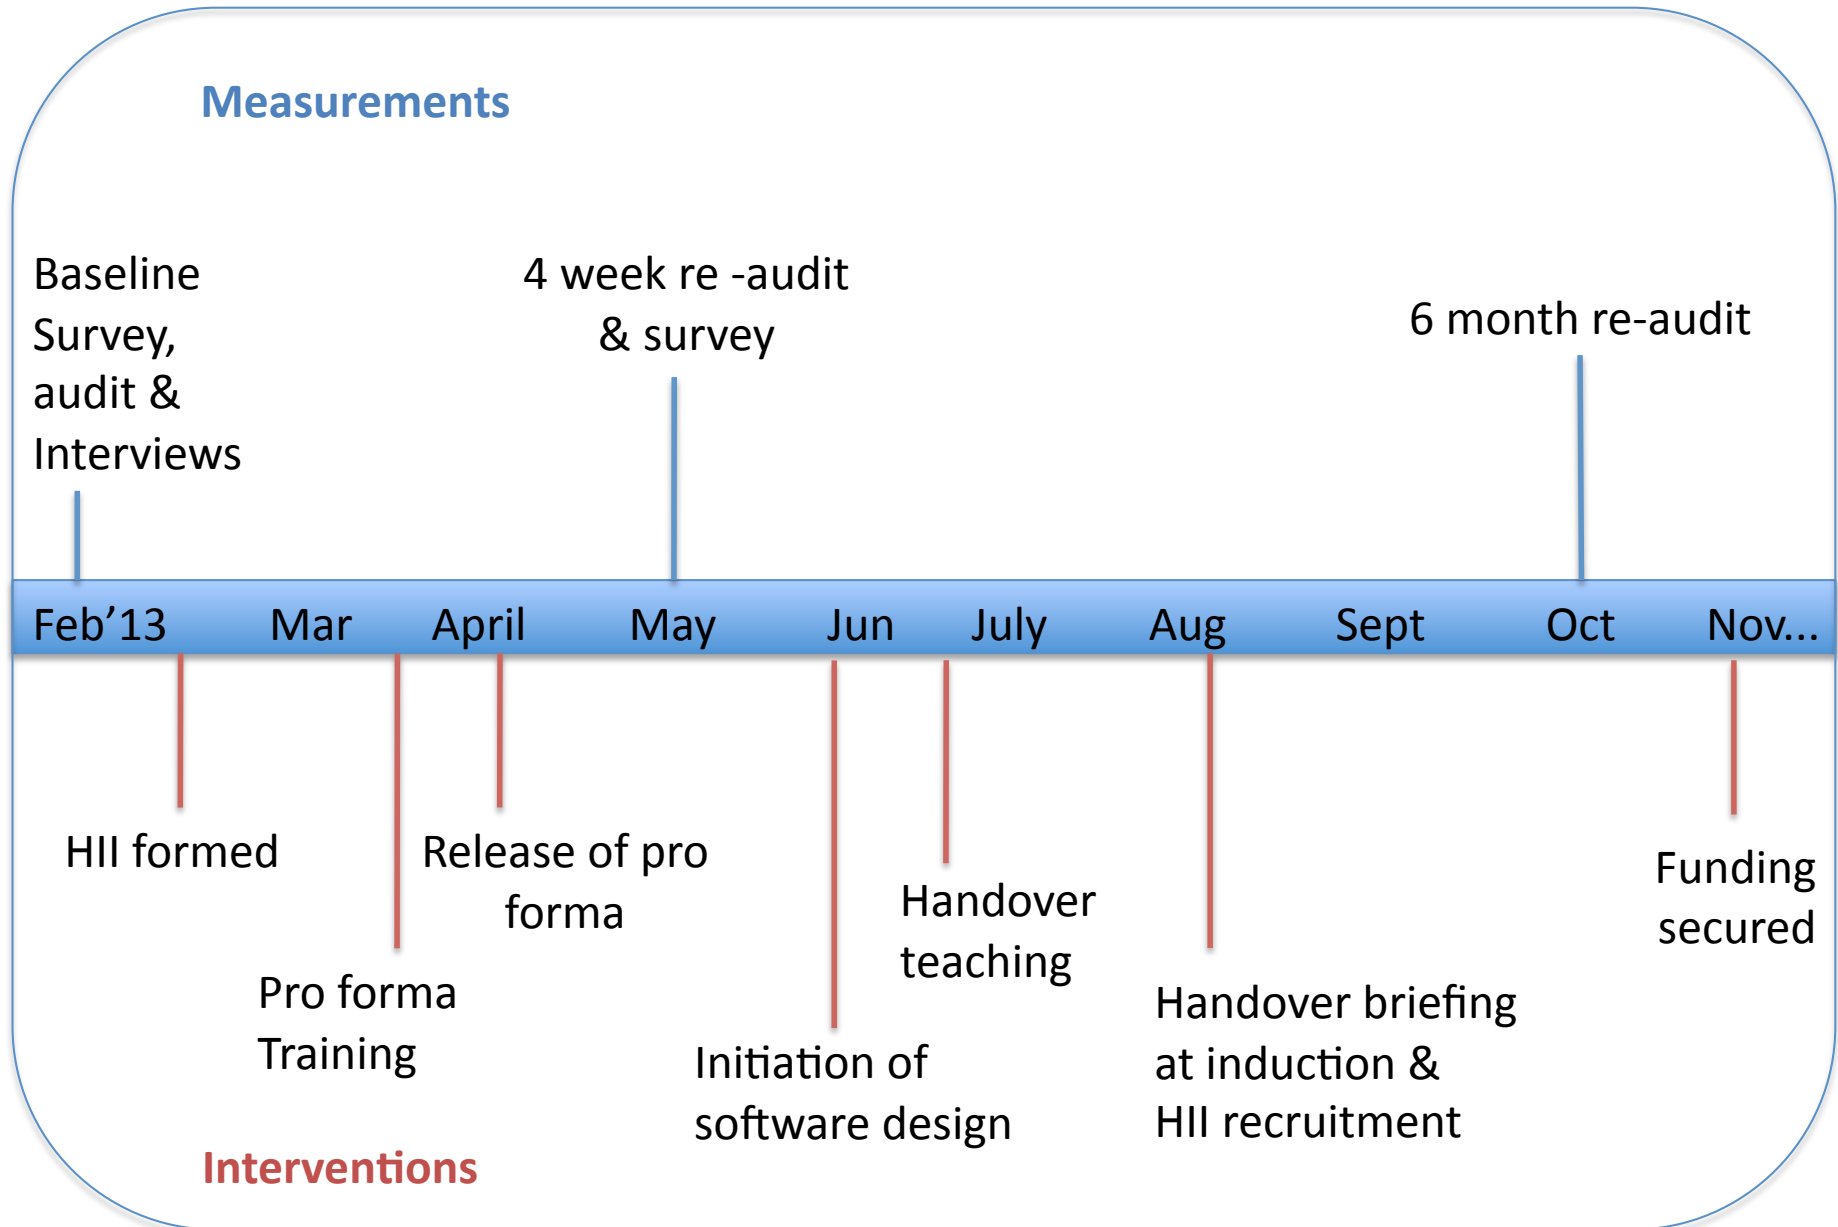 Measurements
Baseline
Survey,
audit &
Interviews
4 week re -audit
& survey
6 month re-audit
Feb’13 Mar April May Jun July Aug Sept Oct Nov...
HII formed
Pro forma
Training
Release of pro
forma
Initiation of
software design
Handover
teaching
Handover briefing
at induction &
HII recruitment
Funding
secured
Interventions